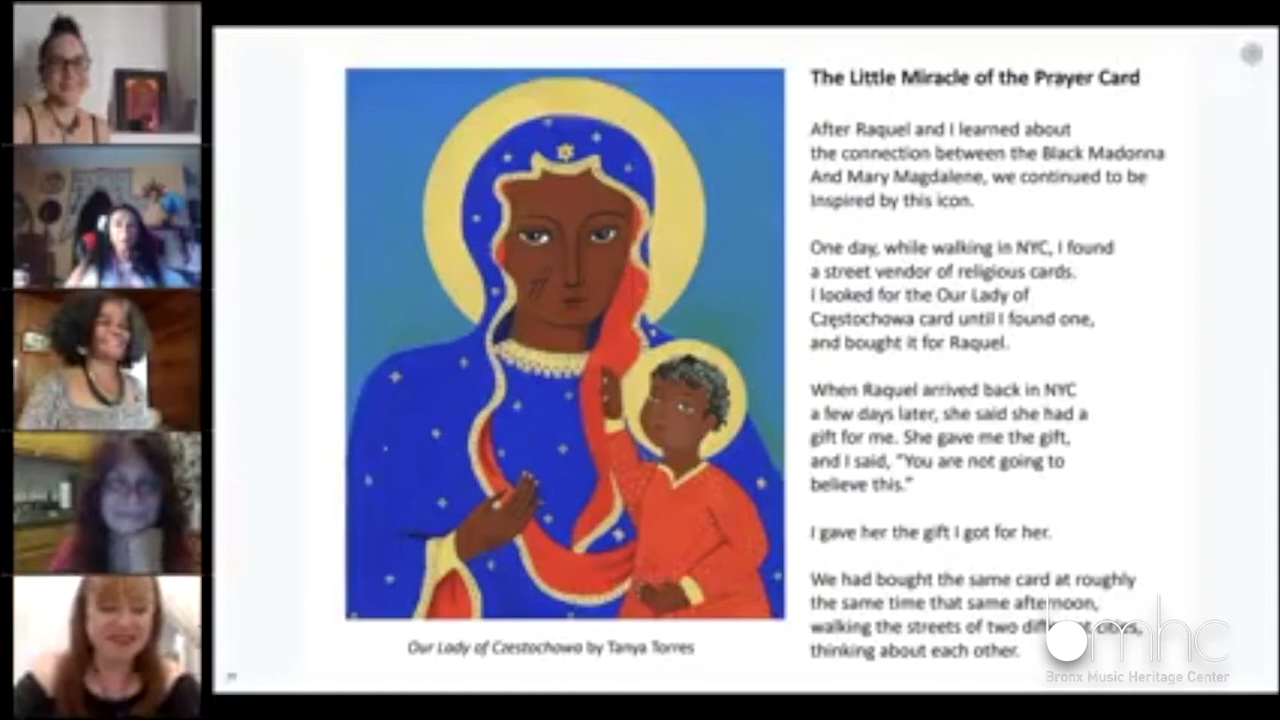 The Little Miracle of the Prayer Card
After Raquel and I learned about
the connection between the Black Madonna
And Mary Magdalene, we continued to be
Inspired by this icon.
One day, while walking in NYC, I found
a street vendor of religious cards.
I looked for the Our Lady of
Częstochowa card until I found one,
and bought it for Raquel.
When Raquel arrived back in NYC
a few days later, she said she had a
gift for me. She gave me the gift,
and I said, "You are not going to
believe this."
I gave her the gift I got for her.
We had bought the same card at roughly
the same time that same afternoon,
walking the streets of two different cities,
thinking about each other.
Our Lady of Czestochowa by Tanya Torres
bmhc
Bronx Music Heritage Center